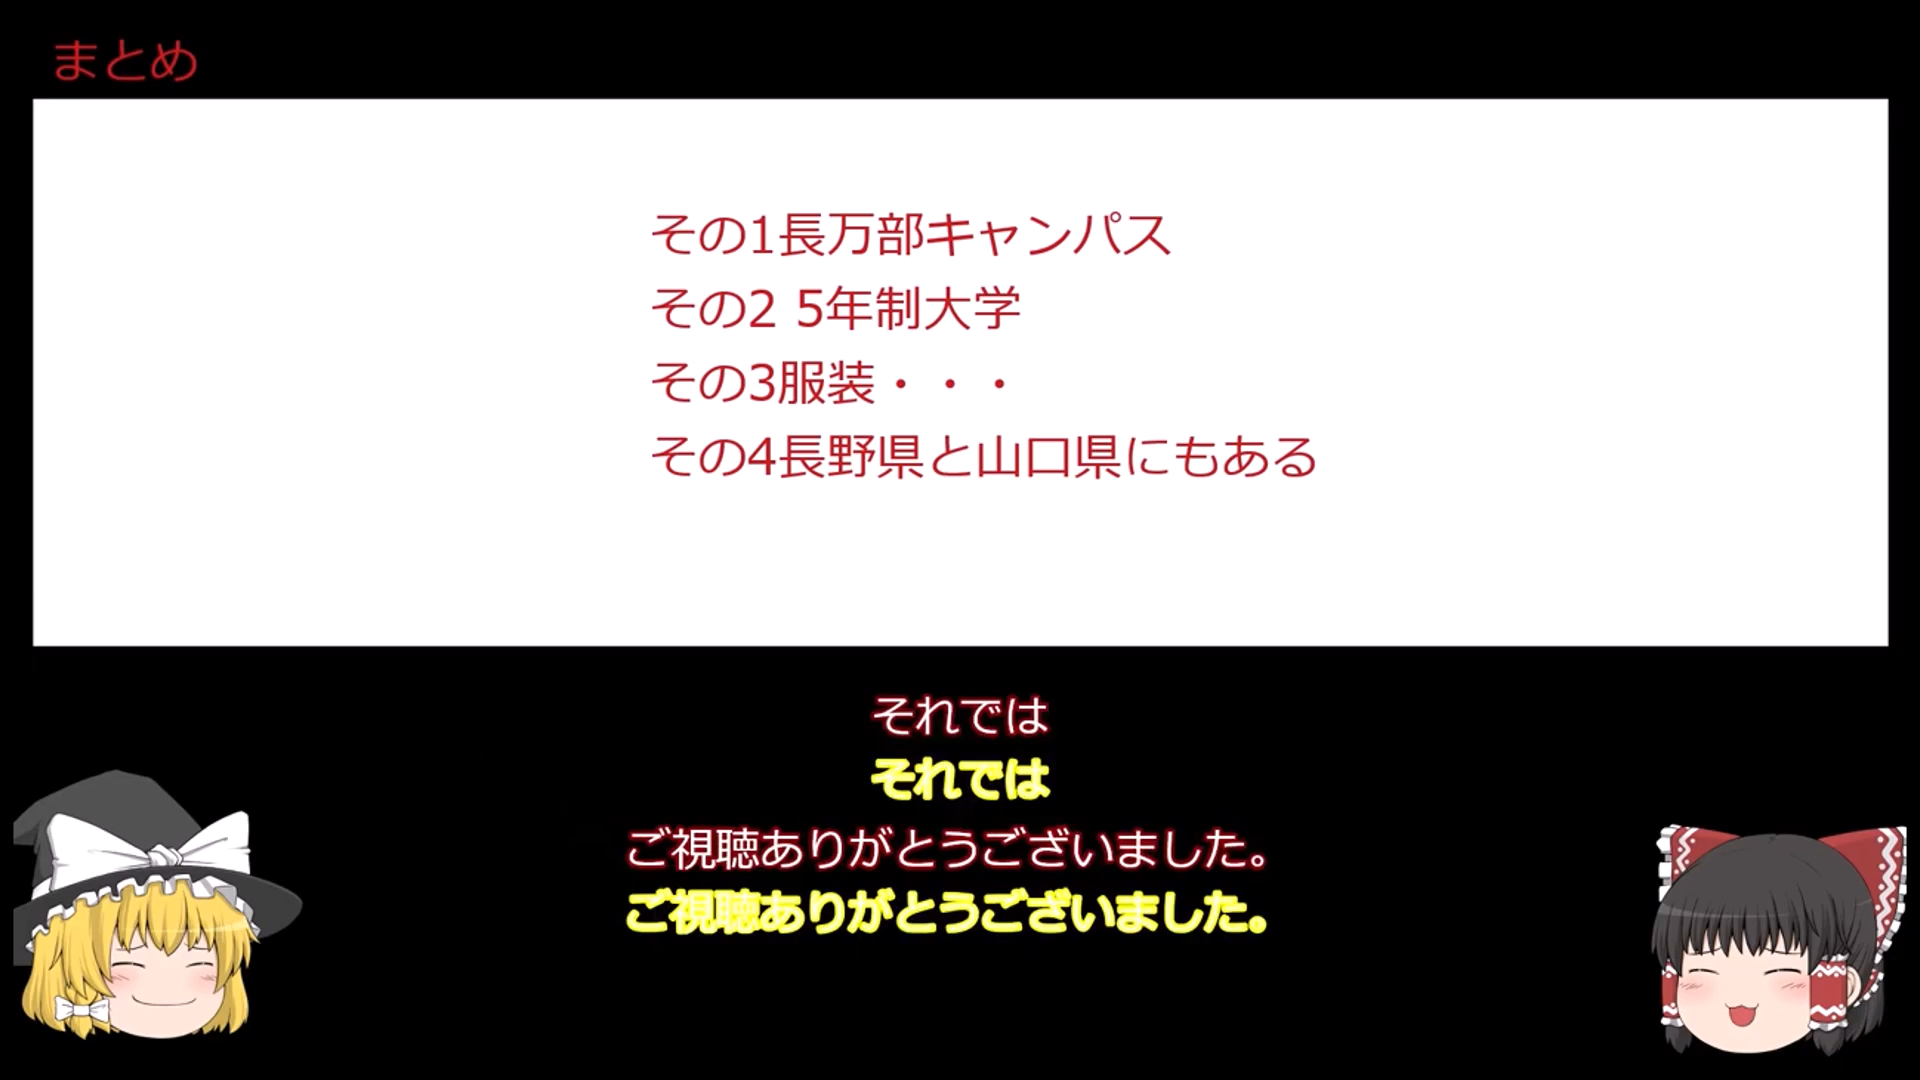 まとめ
その1長万部キャンパス
その2 5年制大学
その3服装・・・
その4長野県と山口県にもある
それでは
それでは
ご視聴ありがとうございました。
ご視聴ありがとうございました。